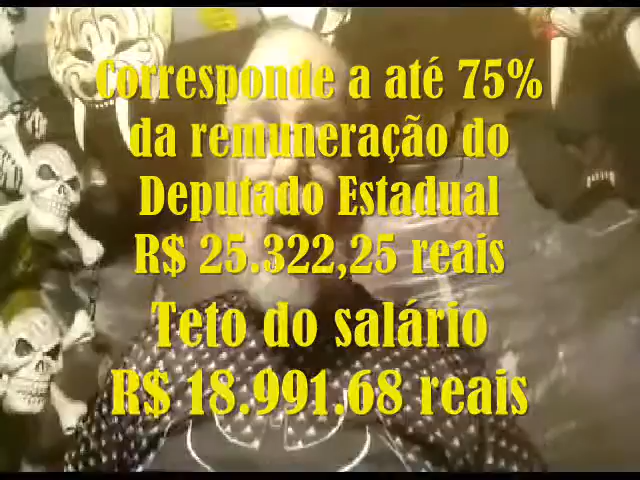 Corresponde a até 75%
da remuneração do
Deputado Estadual
R$ 25.322,25 reais
Teto do salário
R$ 18.991.68 reais